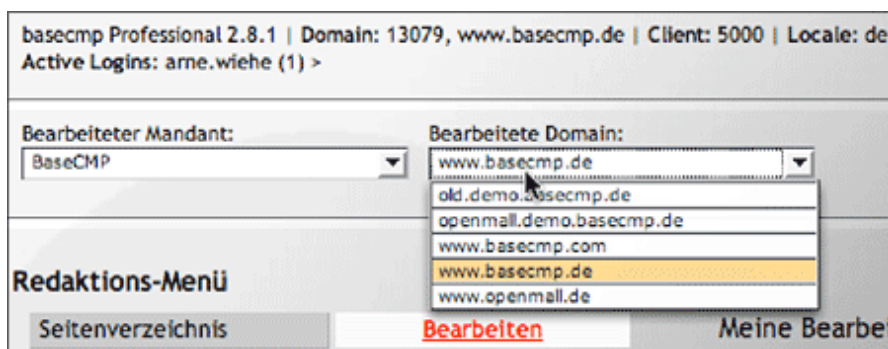 basecmp Professional 2.8.1 | Domain: 13079, www.basecmp.de | Client: 5000 | Locale: de
Active Logins: arne.wiehe (1) >
Bearbeiteter Mandant:
Bearbeitete Domain:
BaseCMP
www.basecmp.de
old.demo.basecmp.de
openmall.demo.basecmp.de
www.basecmp.com
www.basecmp.de
www.openmall.de
Redaktions-Menü
Seitenverzeichnis
Bearbeiten
Meine Bearbei